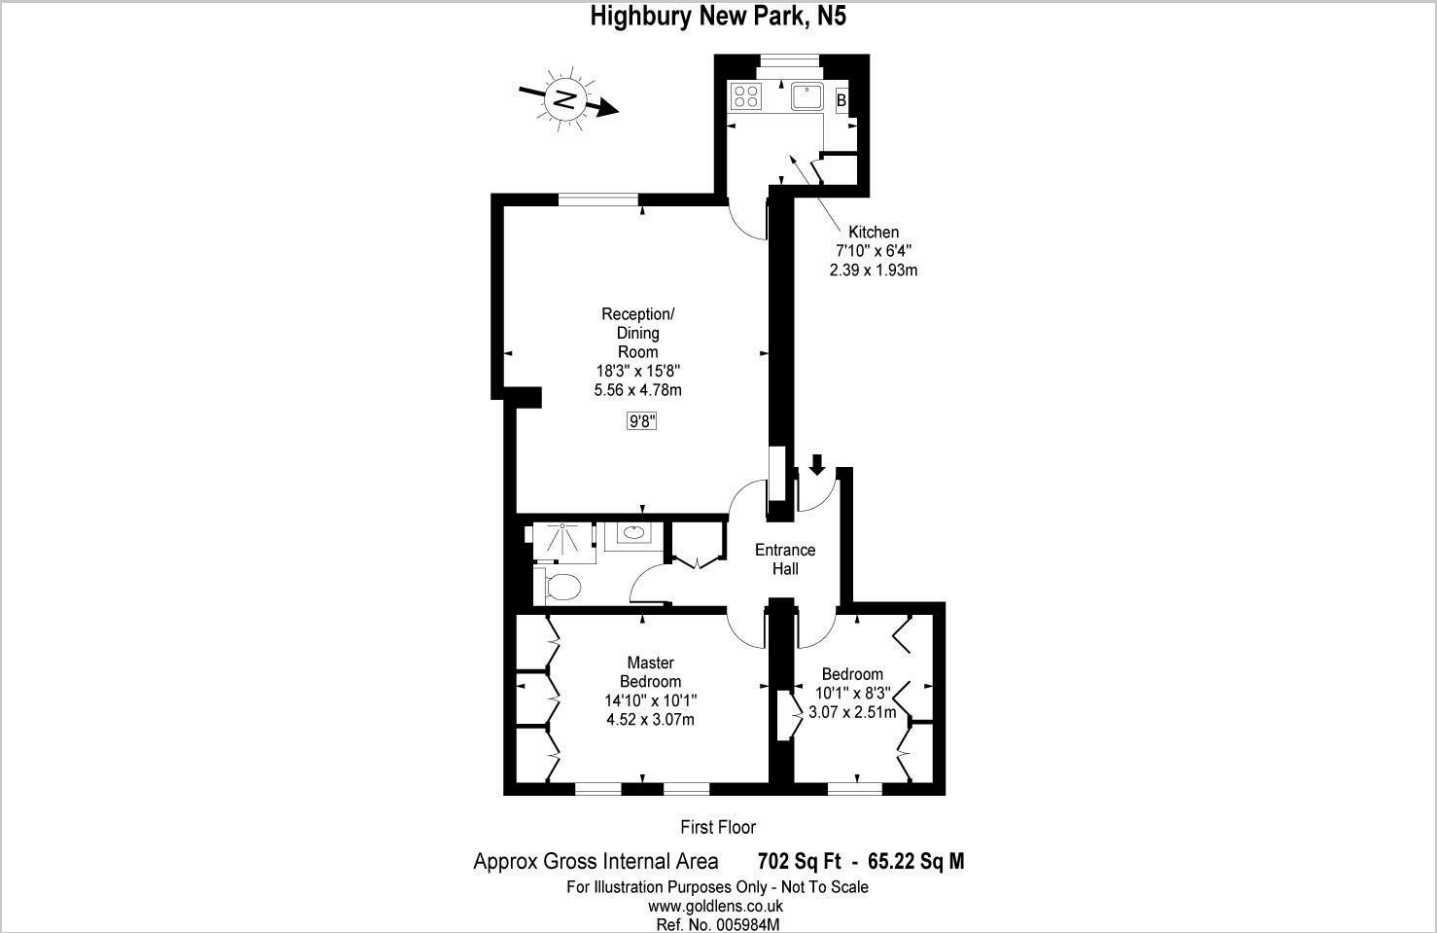 Highbury New Park, N5
N
B
Kitchen
7'10" x 6'4"
2.39 x 1.93m
Reception/
Dining
Room
18'3" x 15'8"
5.56 x 4.78m
9'8"
Entrance
Hall
Master
Bedroom
14'10" x 10'1"
4.52 x 3.07m
Bedroom
10'1" x 8'3"
3.07 x 2.51m
First Floor
Approx Gross Internal Area 702 Sq Ft - 65.22 Sq M
For Illustration Purposes Only - Not To Scale
www.goldlens.co.uk
Ref. No. 005984M